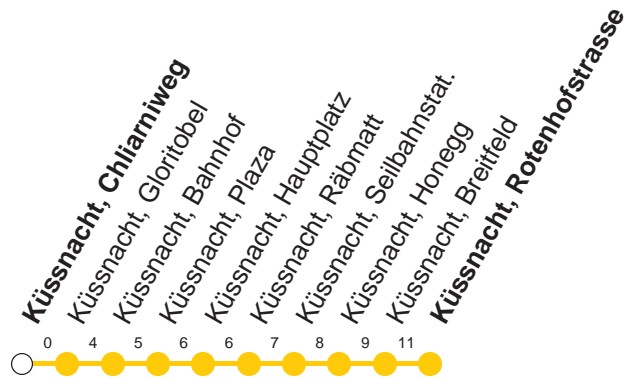 Küssnacht, Chliarniweg
Küssnacht, Gloritobel
Küssnacht, Bahnhof
Küssnacht, Plaza
Küssnacht, Hauptplatz
Küssnacht, Räbmatt
Küssnacht, Seilbahnstat.
Küssnacht, Honegg
Küssnacht, Breitfeld
Küssnacht, Rotenhofstrasse
0 4 5 6 6 7 8 9 11